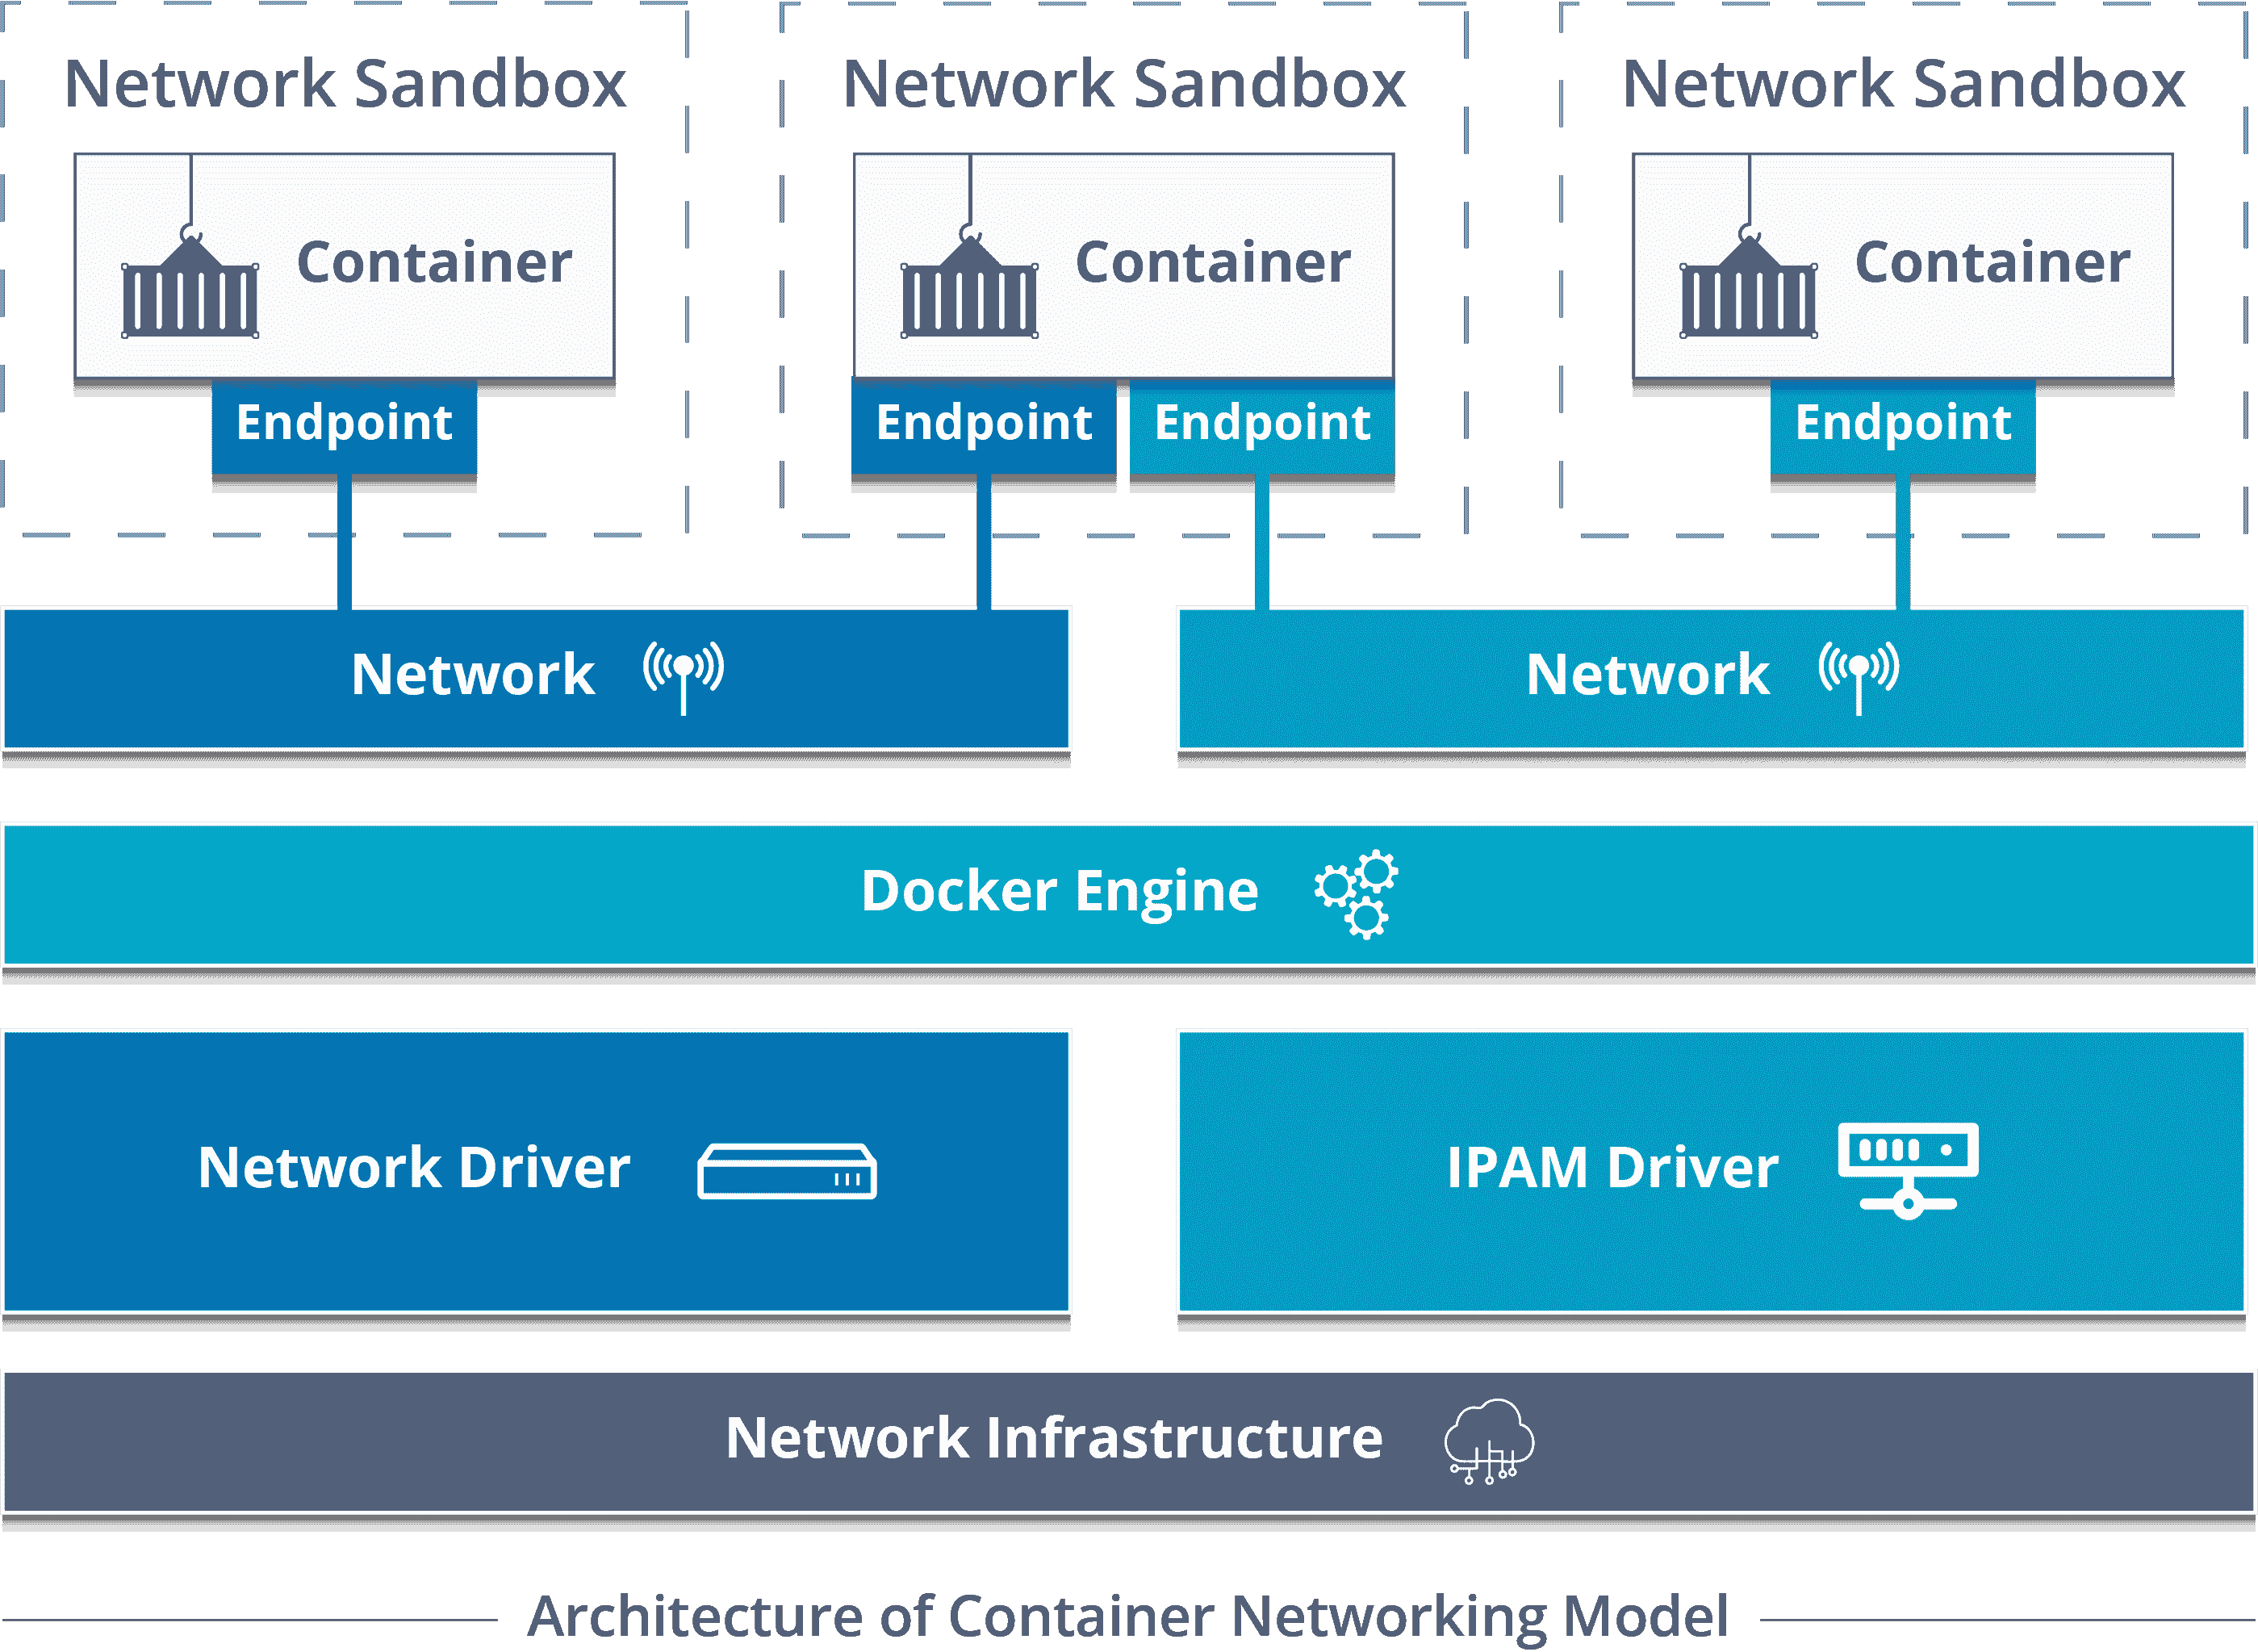 Network Sandbox
Network Sandbox
Network Sandbox
Container
Container
Container
Endpoint
Endpoint
Endpoint
Endpoint
Network
Network
Docker Engine
Network Driver
IPAM Driver
Network Infrastructure
Architecture of Container Networking Model